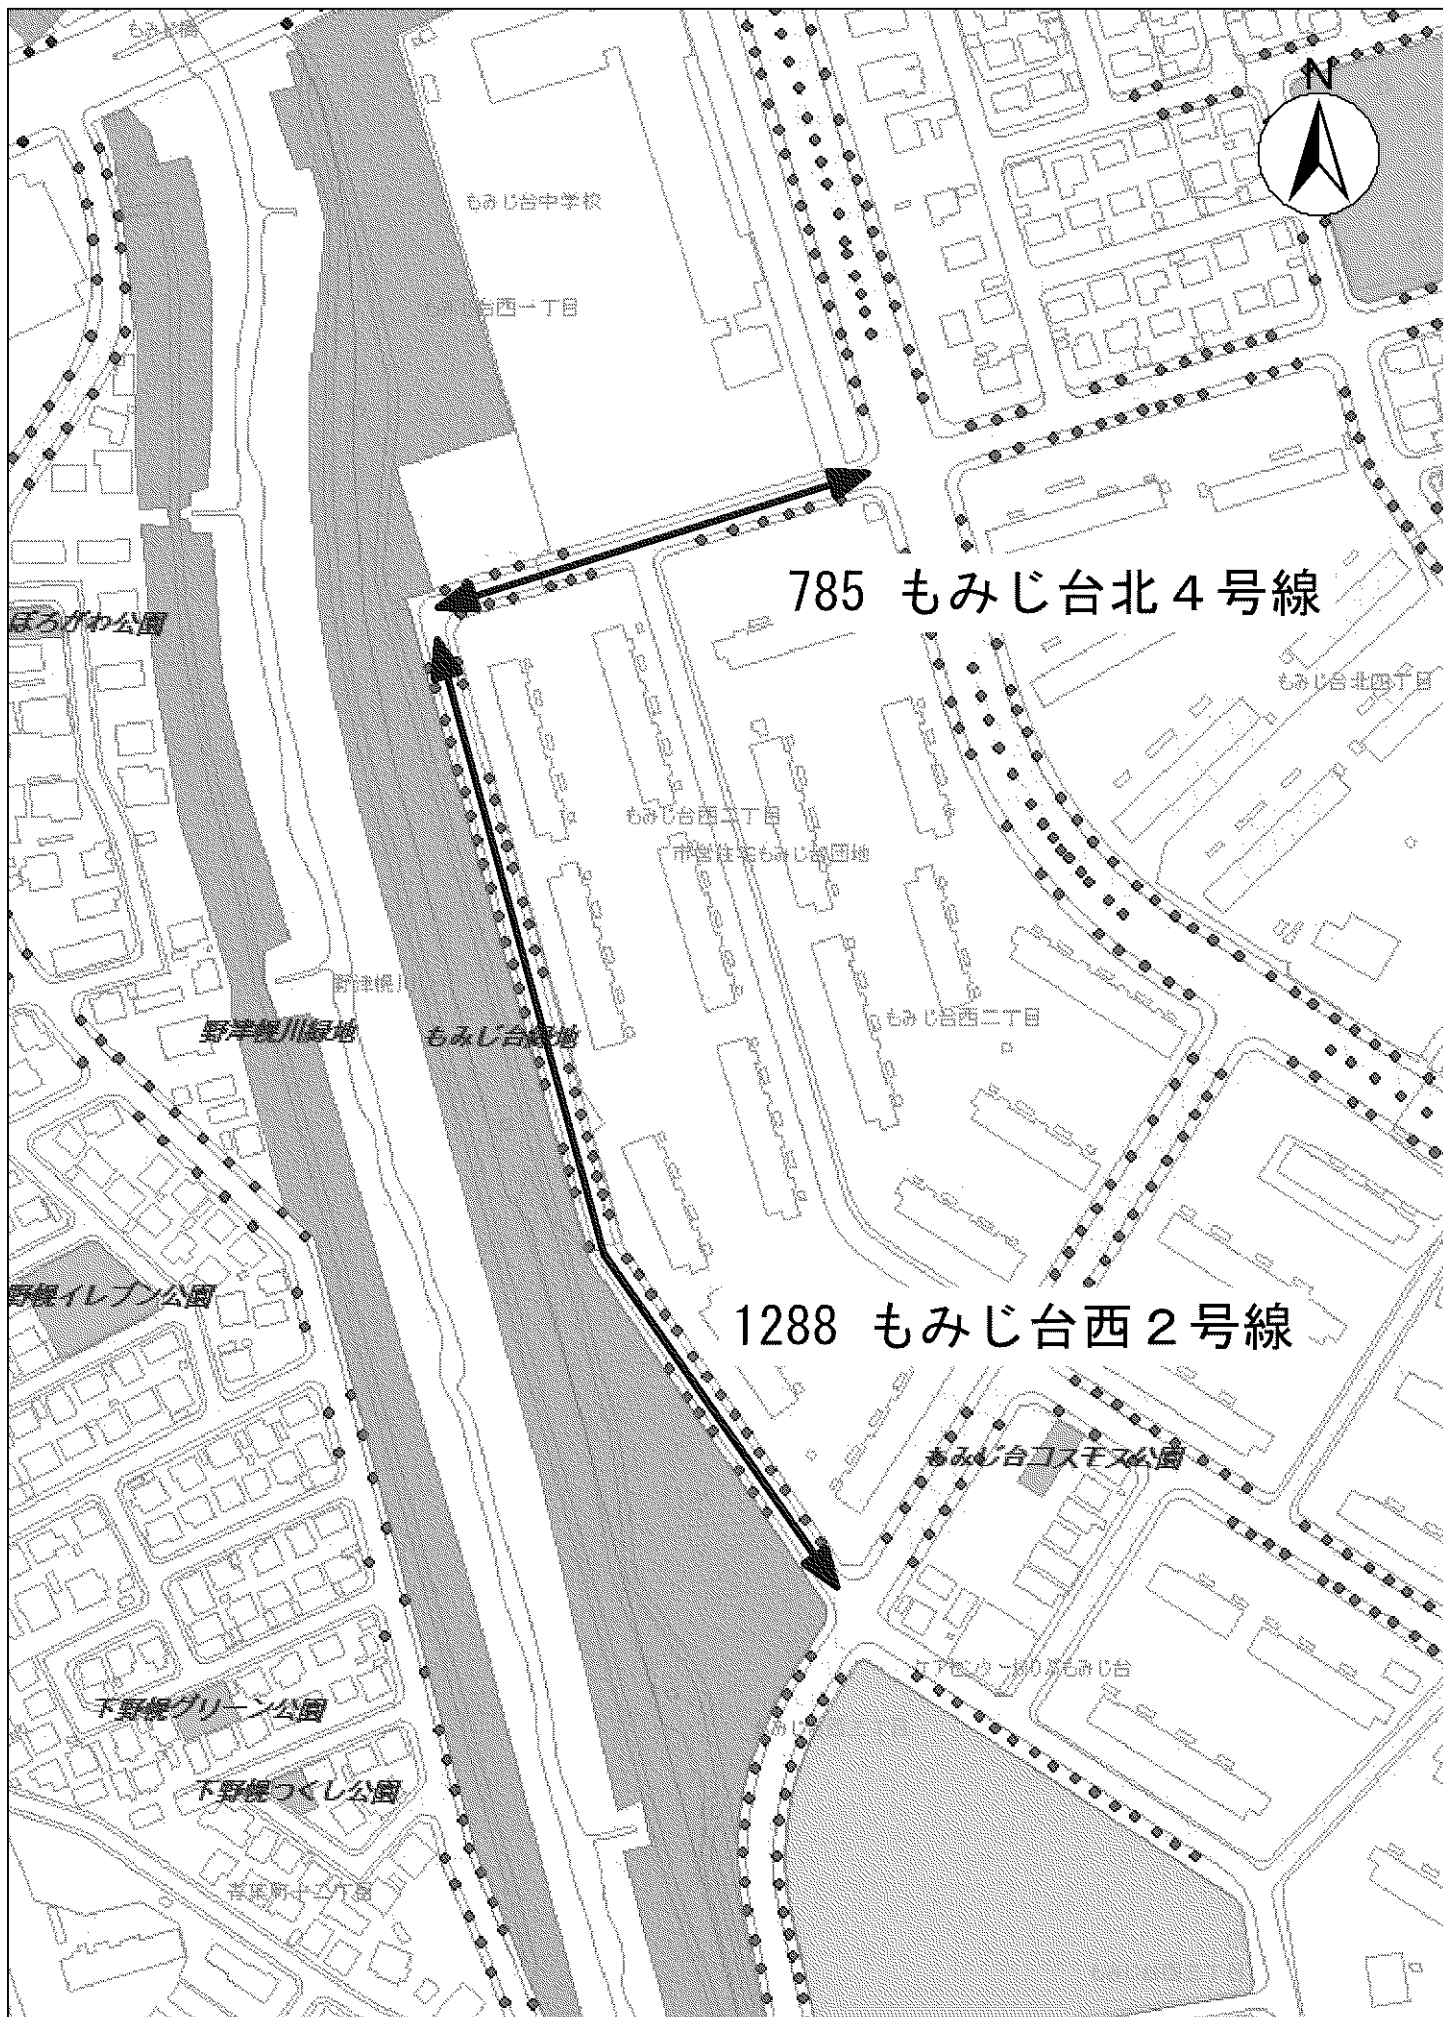 N
もみじ台中学校
台西一丁目
785 もみじ台北4号線
ぽろがわ公園
もみじ台北四丁目
もみじ台西二丁目
市営住宅もみじ台団地
野津幌川
もみじ台西二丁目
野津幌川緑地
もみじ台緑地
野幌イレブン公園
1288 もみじ台西2号線
もみじ台コスモス公園
下野幌グリーン公園
下野幌つくし公園